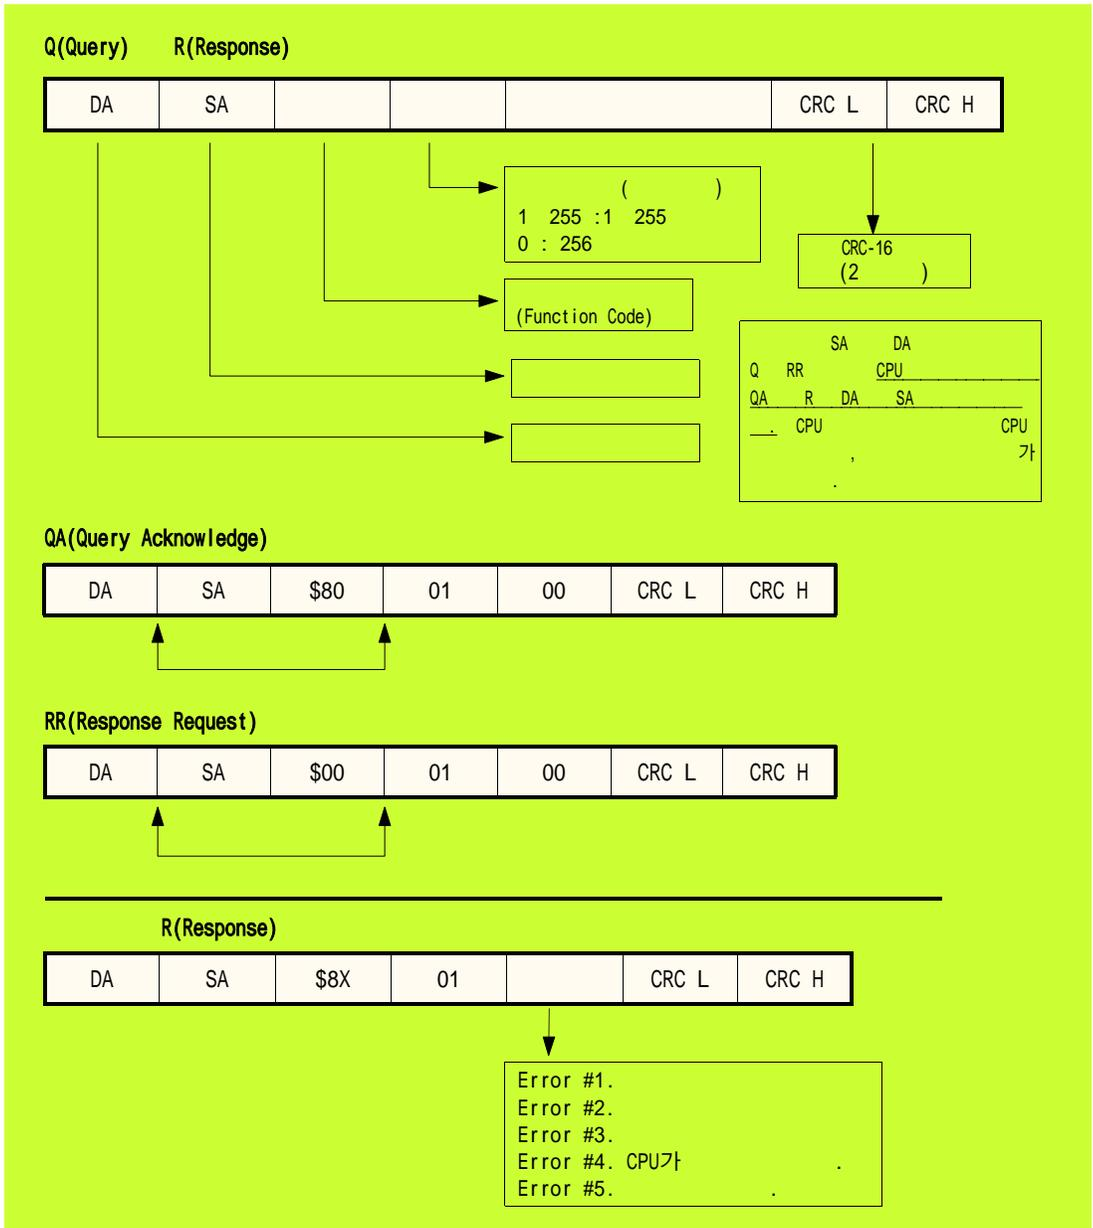 Q(Query) R(Response)
DA SA CRC L CRC H
( )
1 255 :1 255
0 : 256
CRC-16
(2 )
(Function Code)
SA DA
Q RR CPU
QA R DA SA
. CPU CPU
, 가
.
QA(Query Acknowledge)
DA SA $80 01 00 CRC L CRC H
RR(Response Request)
DA SA $00 01 00 CRC L CRC H
R(Response)
DA SA $8X 01 CRC L CRC H
Error #1.
Error #2.
Error #3.
Error #4. CPU가 .
Error #5. .